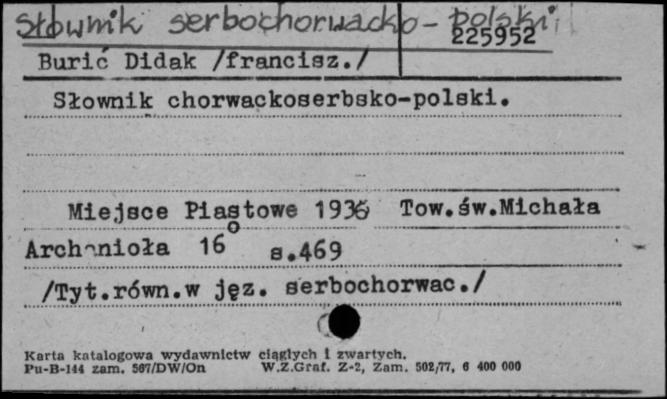 Słownik serbochorwacko-polski
225952
Burić Didak /francisz./
Słownik chorwackoserbsko-polski.
Miejsce Piastowe 1936 Tow.św.Michała
Archanioła 16° s.469
/Tyt.równ.w jęz. serbochorwac./
Karta katalogowa wydawnictw ciągłych i zwartych.
Pu-B-144 zam. 567/DW/On W.Z.Graf. Z-2, Zam. 502/77, 6 400 000